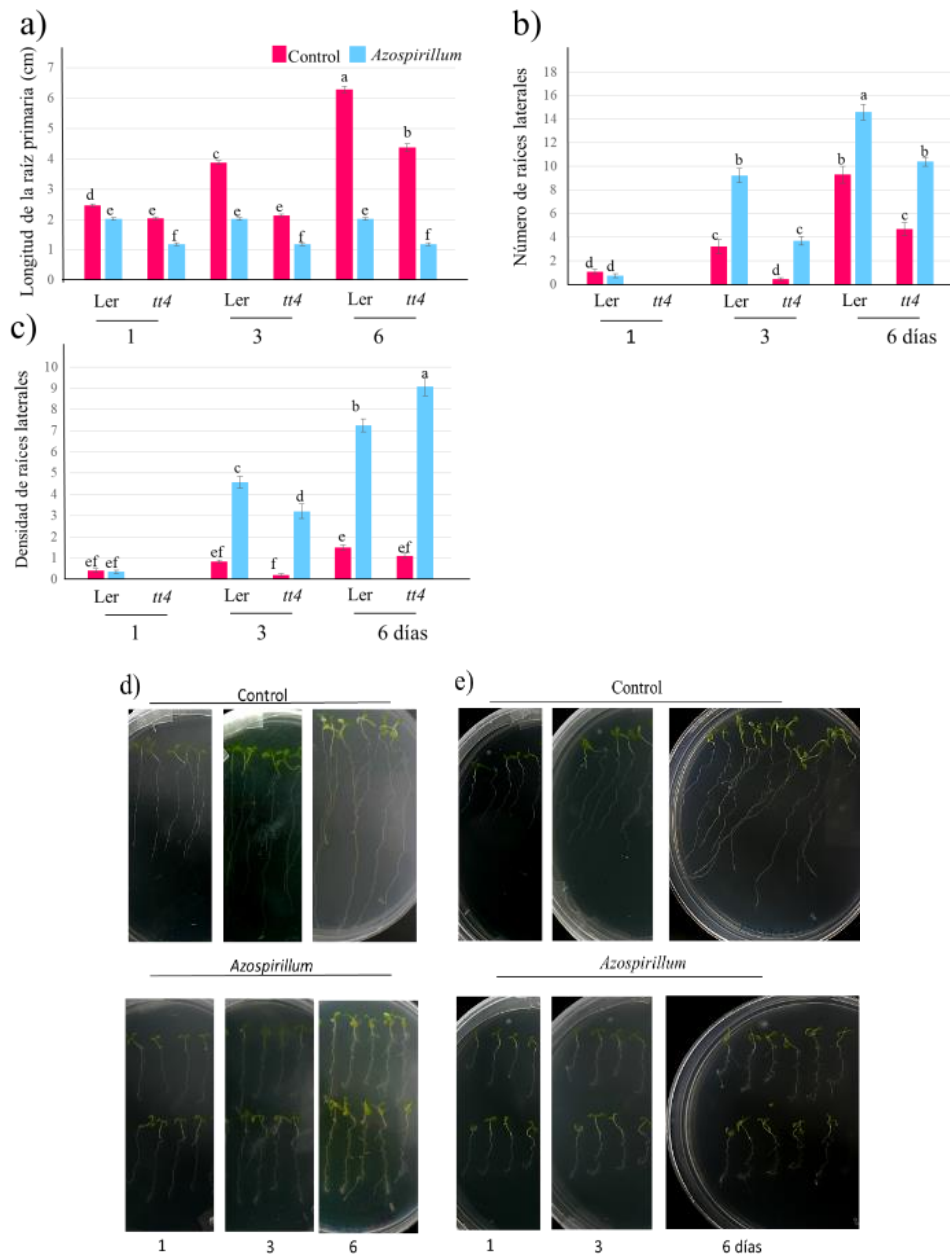 a)
Control Azospirillum
Longitud de la raíz primaria (cm)
7
6
5
4
3
2
1
0
d e e f c e e f a e b f
Ler tt4 Ler tt4 Ler tt4
1 3 6
b)
Número de raíces laterales
18
16
14
12
10
8
6
4
2
0
d d c b c b a c b
Ler tt4 Ler tt4 Ler tt4
1 3 6 días
c)
Densidad de raíces laterales
10
9
8
7
6
5
4
3
2
1
0
ef ef ef c f d e b ef a
Ler tt4 Ler tt4 Ler tt4
1 3 6 días
d)
Control
Azospirillum
1 3 6
e)
Control
Azospirillum
1 3 6 días